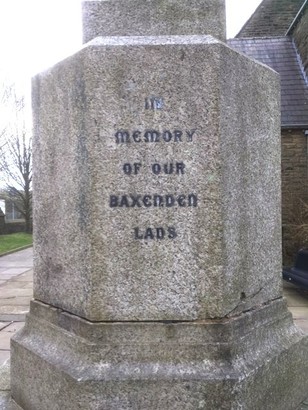 IN
MEMORY
OF OUR
BAXENDEN
LADS